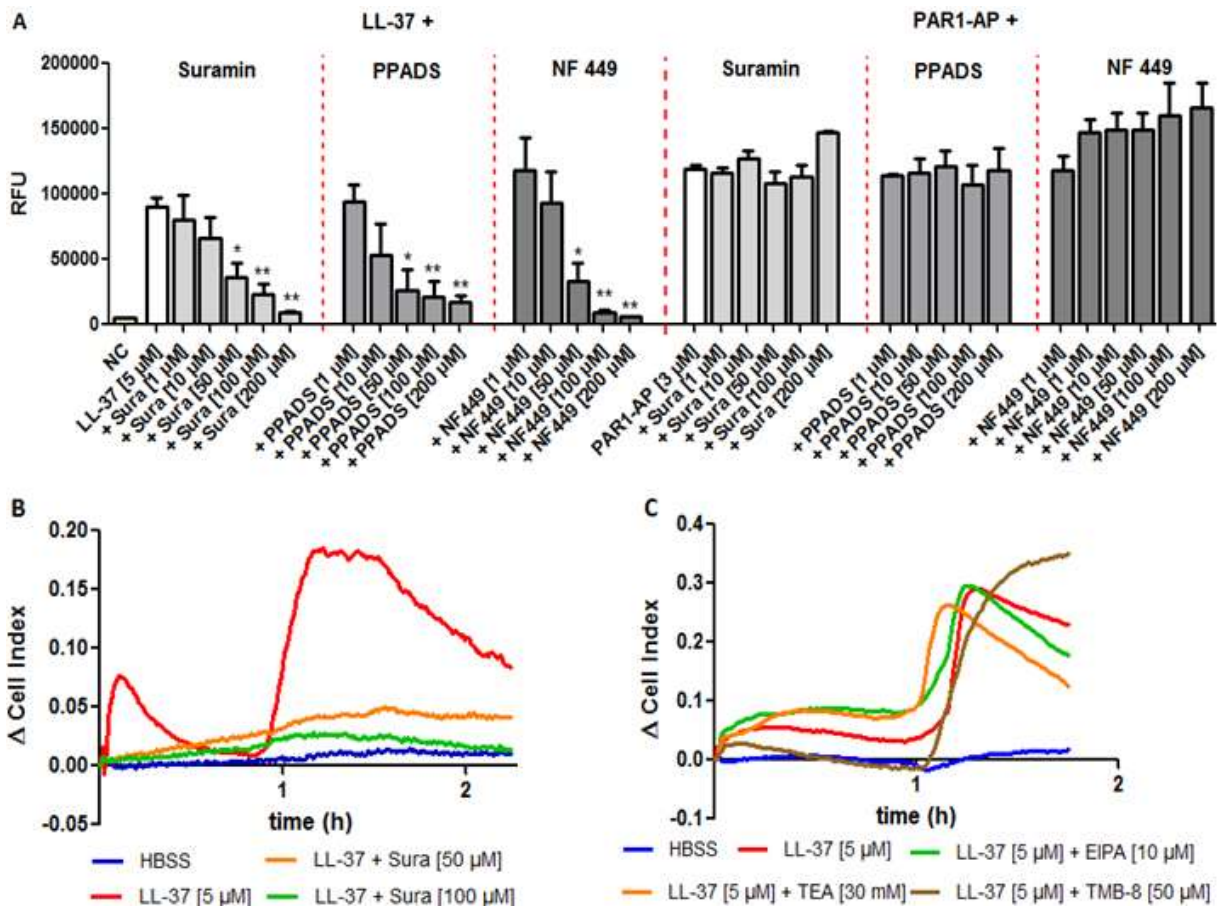 A
LL-37 +
PAR1-AP +
200000
150000
100000
50000
0
RFU
Suramin
PPADS
NF 449
Suramin
PPADS
NF 449
*
**
**
*
**
**
*
**
**
NC
LL-37 [5 µM]
+ Sura [1 µM]
+ Sura [10 µM]
+ Sura [50 µM]
+ Sura [100 µM]
+ Sura [200 µM]
+ PPADS [1 µM]
+ PPADS [10 µM]
+ PPADS [50 µM]
+ PPADS [100 µM]
+ PPADS [200 µM]
+ NF449 [1 µM]
+ NF449 [10 µM]
+ NF449 [50 µM]
+ NF449 [100 µM]
+ NF449 [200 µM]
PAR1-AP [3 µM]
+ Sura [1 µM]
+ Sura [10 µM]
+ Sura [50 µM]
+ Sura [100 µM]
+ Sura [200 µM]
+ PPADS [1 µM]
+ PPADS [10 µM]
+ PPADS [50 µM]
+ PPADS [100 µM]
+ PPADS [200 µM]
+ NF449 [1 µM]
+ NF449 [1 µM]
+ NF449 [10 µM]
+ NF449 [50 µM]
+ NF449 [100 µM]
+ NF449 [200 µM]
B
0.20
0.15
0.10
0.05
0.00
-0.05
Δ Cell Index
1
2
time (h)
HBSS
LL-37 + Sura [50 µM]
LL-37 [5 µM]
LL-37 + Sura [100 µM]
C
0.4
0.3
0.2
0.1
0.0
-0.1
Δ Cell Index
1
2
time (h)
HBSS
LL-37 [5 µM]
LL-37 [5 µM] + EIPA [10 µM]
LL-37 [5 µM] + TEA [30 mM]
LL-37 [5 µM] + TMB-8 [50 µM]